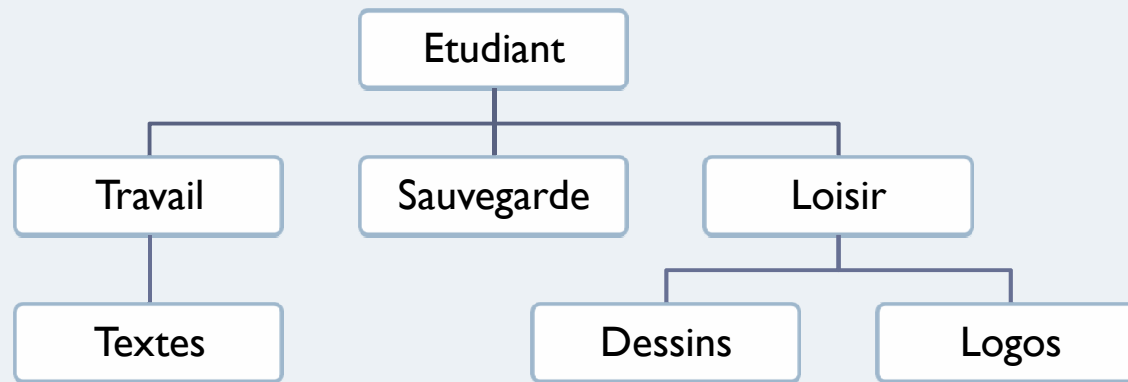 Etudiant
Travail
Sauvegarde
Loisir
Textes
Dessins
Logos